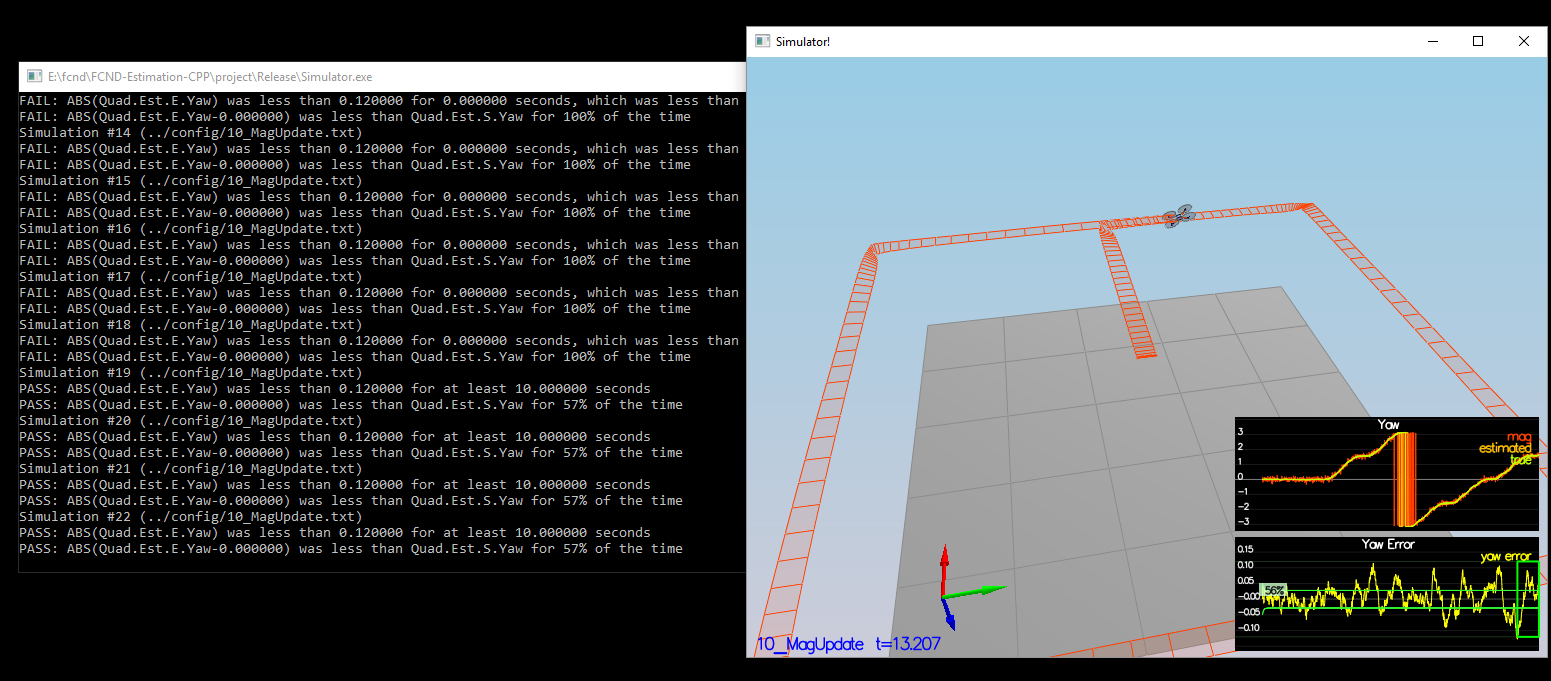 E:\fcnd\FCND-Estimation-CPP\project\Release\Simulator.exe
FAIL: ABS(Quad.Est.E.Yaw) was less than 0.120000 for 0.000000 seconds, which was less than
FAIL: ABS(Quad.Est.E.Yaw-0.000000) was less than Quad.Est.S.Yaw for 100% of the time
Simulation #14 (../config/10_MagUpdate.txt)
FAIL: ABS(Quad.Est.E.Yaw) was less than 0.120000 for 0.000000 seconds, which was less than
FAIL: ABS(Quad.Est.E.Yaw-0.000000) was less than Quad.Est.S.Yaw for 100% of the time
Simulation #15 (../config/10_MagUpdate.txt)
FAIL: ABS(Quad.Est.E.Yaw) was less than 0.120000 for 0.000000 seconds, which was less than
FAIL: ABS(Quad.Est.E.Yaw-0.000000) was less than Quad.Est.S.Yaw for 100% of the time
Simulation #16 (../config/10_MagUpdate.txt)
FAIL: ABS(Quad.Est.E.Yaw) was less than 0.120000 for 0.000000 seconds, which was less than
FAIL: ABS(Quad.Est.E.Yaw-0.000000) was less than Quad.Est.S.Yaw for 100% of the time
Simulation #17 (../config/10_MagUpdate.txt)
FAIL: ABS(Quad.Est.E.Yaw) was less than 0.120000 for 0.000000 seconds, which was less than
FAIL: ABS(Quad.Est.E.Yaw-0.000000) was less than Quad.Est.S.Yaw for 100% of the time
Simulation #18 (../config/10_MagUpdate.txt)
FAIL: ABS(Quad.Est.E.Yaw) was less than 0.120000 for 0.000000 seconds, which was less than
FAIL: ABS(Quad.Est.E.Yaw-0.000000) was less than Quad.Est.S.Yaw for 100% of the time
Simulation #19 (../config/10_MagUpdate.txt)
PASS: ABS(Quad.Est.E.Yaw) was less than 0.120000 for at least 10.000000 seconds
PASS: ABS(Quad.Est.E.Yaw-0.000000) was less than Quad.Est.S.Yaw for 57% of the time
Simulation #20 (../config/10_MagUpdate.txt)
PASS: ABS(Quad.Est.E.Yaw) was less than 0.120000 for at least 10.000000 seconds
PASS: ABS(Quad.Est.E.Yaw-0.000000) was less than Quad.Est.S.Yaw for 57% of the time
Simulation #21 (../config/10_MagUpdate.txt)
PASS: ABS(Quad.Est.E.Yaw) was less than 0.120000 for at least 10.000000 seconds
PASS: ABS(Quad.Est.E.Yaw-0.000000) was less than Quad.Est.S.Yaw for 57% of the time
Simulation #22 (../config/10_MagUpdate.txt)
PASS: ABS(Quad.Est.E.Yaw) was less than 0.120000 for at least 10.000000 seconds
PASS: ABS(Quad.Est.E.Yaw-0.000000) was less than Quad.Est.S.Yaw for 57% of the time
Simulator!
Yaw
3
2
1
0
-1
-2
-3
mag
estimated
true
Yaw Error
yaw error
0.15
0.10
0.05
-0.00
-0.05
-0.10
56%
10_MagUpdate t=13.207